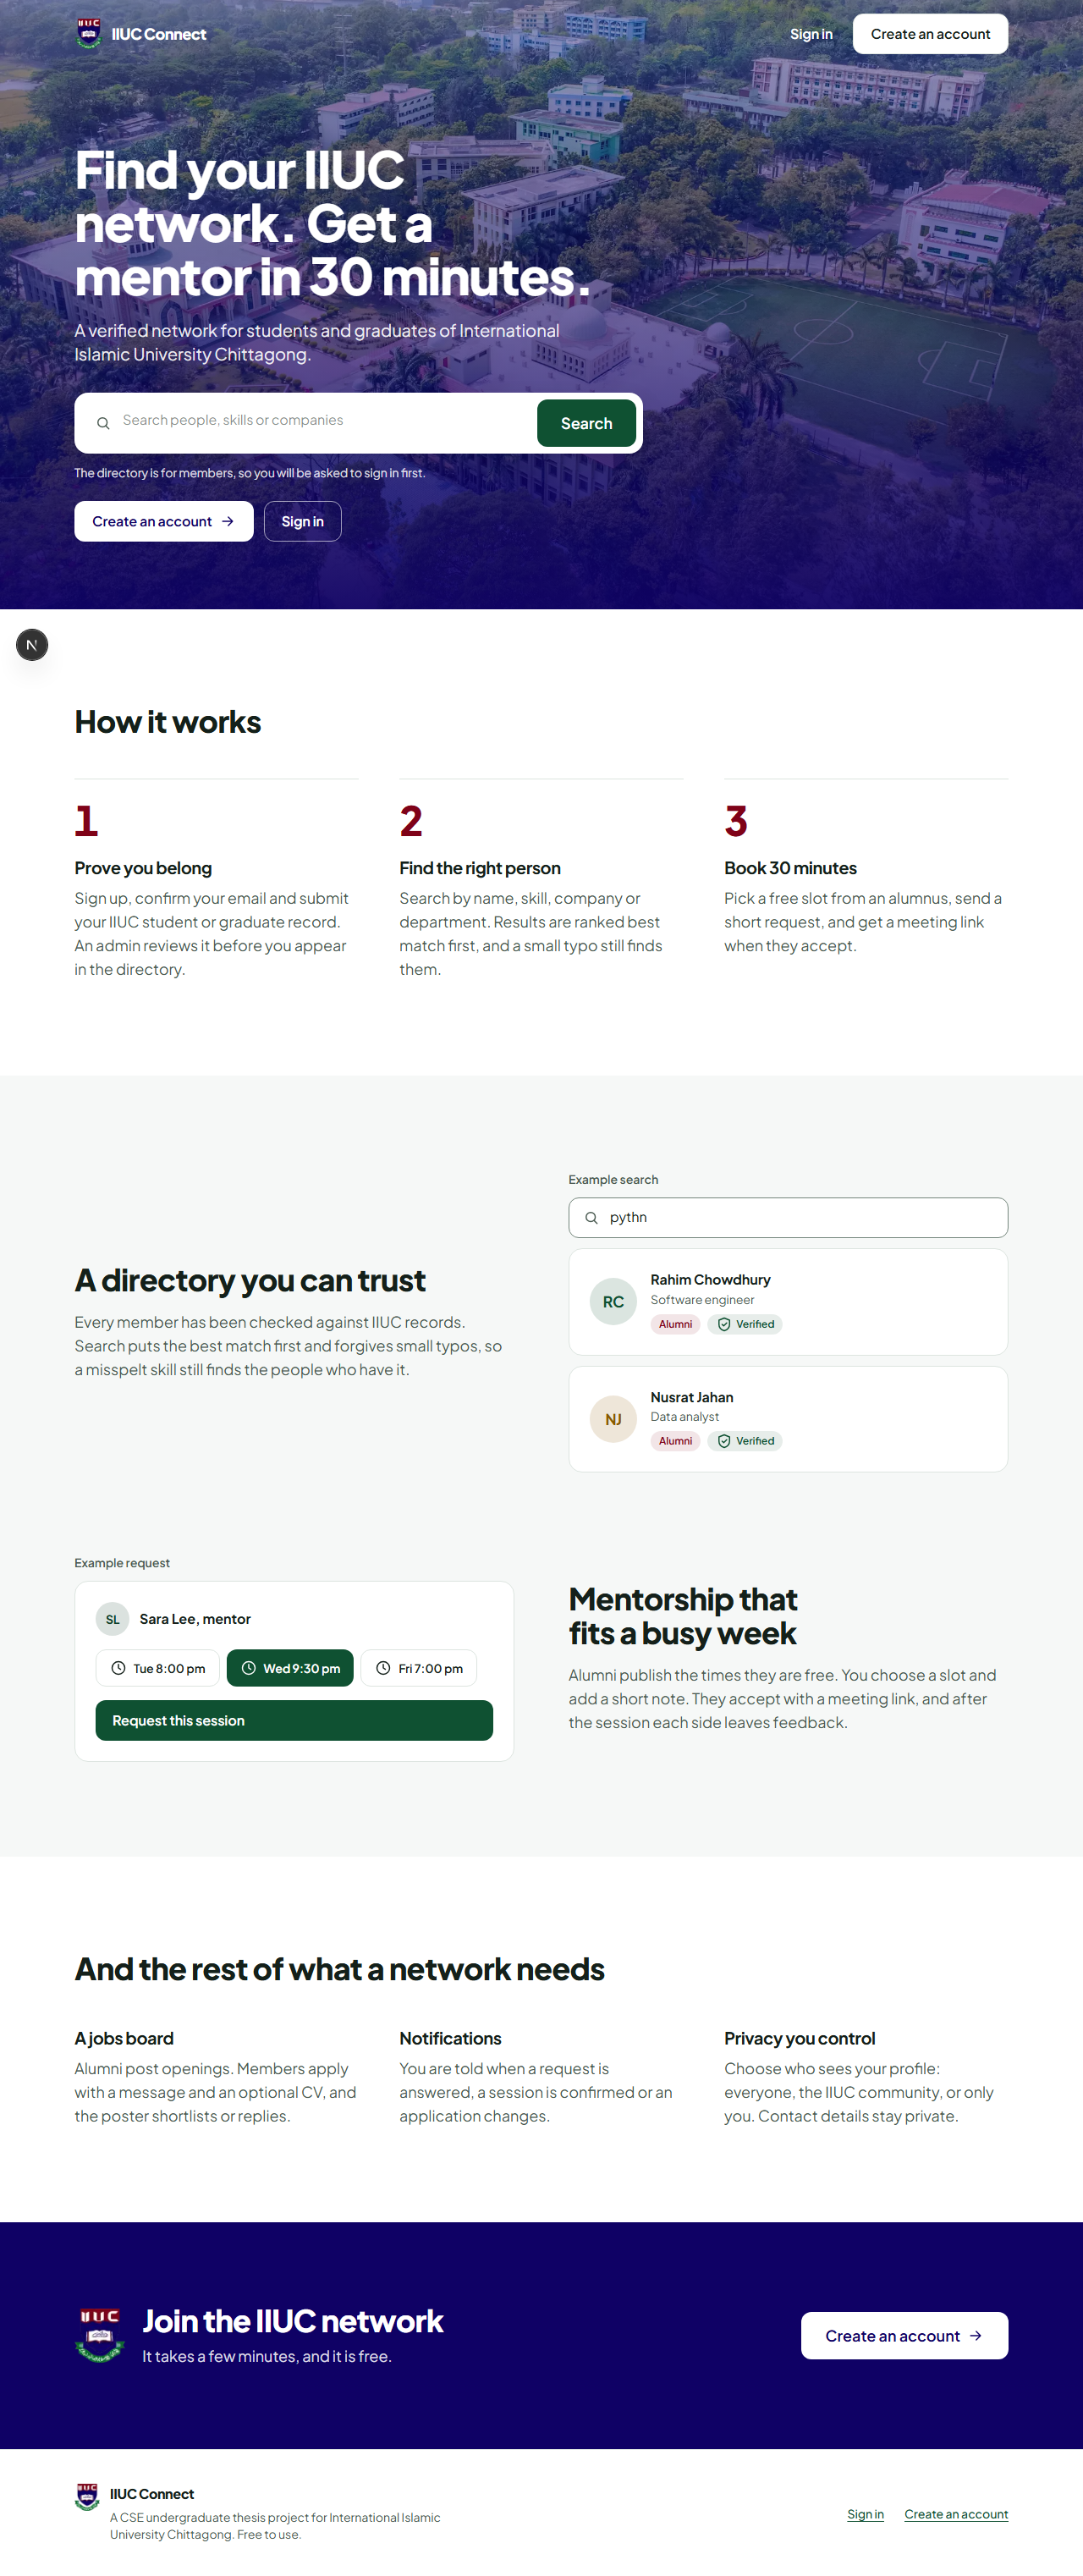 IIUC
IIUC Connect
Sign in
Create an account
Find your IIUC
network. Get a
mentor in 30 minutes.
A verified network for students and graduates of International
Islamic University Chittagong.
Search people, skills or companies
Search
The directory is for members, so you will be asked to sign in first.
Create an account →
Sign in
N
How it works
1
Prove you belong
Sign up, confirm your email and submit
your IIUC student or graduate record.
An admin reviews it before you appear
in the directory.
2
Find the right person
Search by name, skill, company or
department. Results are ranked best
match first, and a small typo still finds
them.
3
Book 30 minutes
Pick a free slot from an alumnus, send a
short request, and get a meeting link
when they accept.
A directory you can trust
Every member has been checked against IIUC records.
Search puts the best match first and forgives small typos, so
a misspelt skill still finds the people who have it.
Example search
pythn
RC
Rahim Chowdhury
Software engineer
Alumni
Verified
NJ
Nusrat Jahan
Data analyst
Alumni
Verified
Example request
SL
Sara Lee, mentor
Tue 8:00 pm
Wed 9:30 pm
Fri 7:00 pm
Request this session
Mentorship that
fits a busy week
Alumni publish the times they are free. You choose a slot and
add a short note. They accept with a meeting link, and after
the session each side leaves feedback.
And the rest of what a network needs
A jobs board
Alumni post openings. Members apply
with a message and an optional CV, and
the poster shortlists or replies.
Notifications
You are told when a request is
answered, a session is confirmed or an
application changes.
Privacy you control
Choose who sees your profile:
everyone, the IIUC community, or only
you. Contact details stay private.
IIUC
Join the IIUC network
It takes a few minutes, and it is free.
Create an account →
IIUC
IIUC Connect
A CSE undergraduate thesis project for International Islamic
University Chittagong. Free to use.
Sign in
Create an account